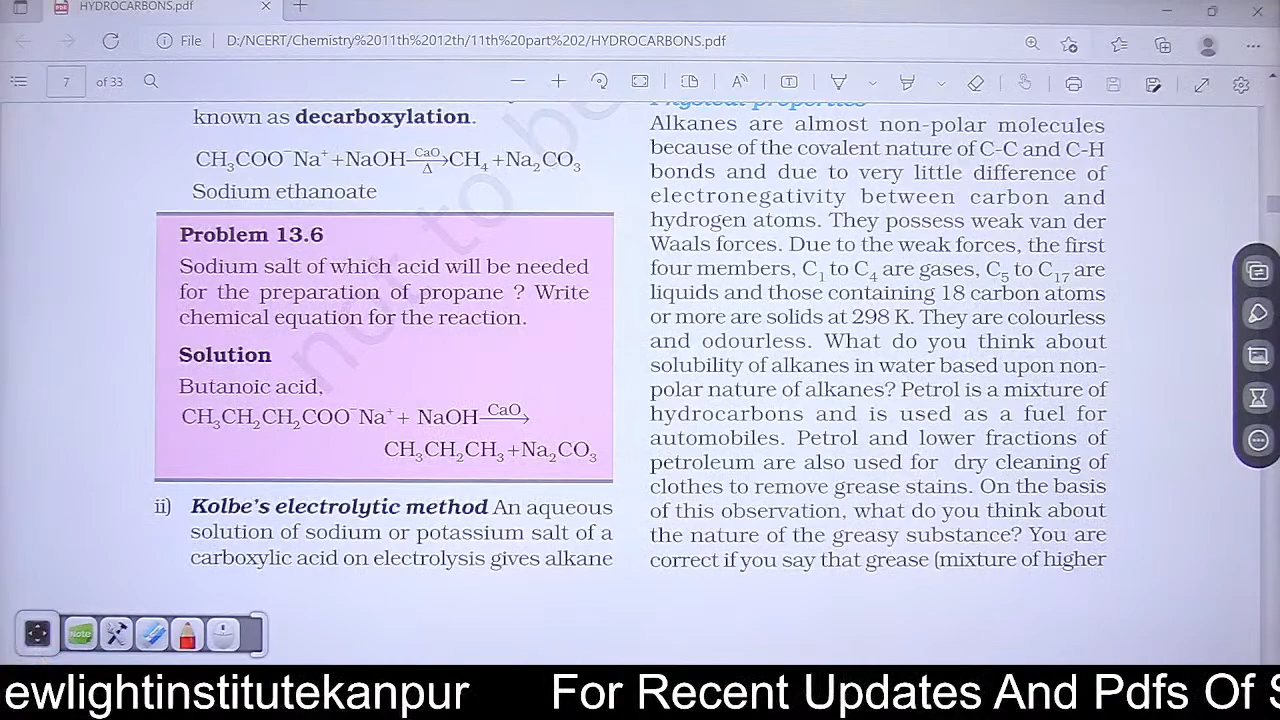 HYDROCARBONS.pdf
File D:/NCERT/Chemistry%2011th%2012th/11th%20part%202/HYDROCARBONS.pdf
7 of 33
known as decarboxylation.
CH₃COO⁻Na⁺+NaOH CaO Δ → CH₄+Na₂CO₃
Sodium ethanoate
Problem 13.6
Sodium salt of which acid will be needed
for the preparation of propane ? Write
chemical equation for the reaction.
Solution
Butanoic acid,
CH₃CH₂CH₂COO⁻Na⁺+ NaOH CaO →
CH₃CH₂CH₃+Na₂CO₃
ii) Kolbe's electrolytic method An aqueous
solution of sodium or potassium salt of a
carboxylic acid on electrolysis gives alkane
Physical properties
Alkanes are almost non-polar molecules
because of the covalent nature of C-C and C-H
bonds and due to very little difference of
electronegativity between carbon and
hydrogen atoms. They possess weak van der
Waals forces. Due to the weak forces, the first
four members, C₁ to C₄ are gases, C₅ to C₁₇ are
liquids and those containing 18 carbon atoms
or more are solids at 298 K. They are colourless
and odourless. What do you think about
solubility of alkanes in water based upon non-
polar nature of alkanes? Petrol is a mixture of
hydrocarbons and is used as a fuel for
automobiles. Petrol and lower fractions of
petroleum are also used for dry cleaning of
clothes to remove grease stains. On the basis
of this observation, what do you think about
the nature of the greasy substance? You are
correct if you say that grease (mixture of higher
not to be
Note
ewlightinstitutekanpur For Recent Updates And Pdfs Of S